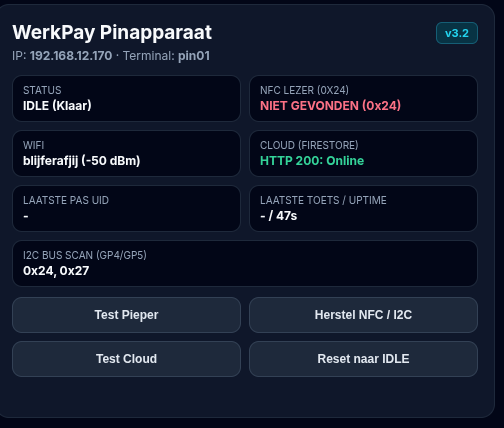 WerkPay Pinapparaat
v3.2
IP: 192.168.12.170 · Terminal: pin01
STATUS
IDLE (Klaar)
NFC LEZER (0X24)
NIET GEVONDEN (0x24)
WIFI
blijferafjij (-50 dBm)
CLOUD (FIRESTORE)
HTTP 200: Online
LAATSTE PAS UID
-
LAATSTE TOETS / UPTIME
- / 47s
I2C BUS SCAN (GP4/GP5)
0x24, 0x27
Test Pieper
Herstel NFC / I2C
Test Cloud
Reset naar IDLE